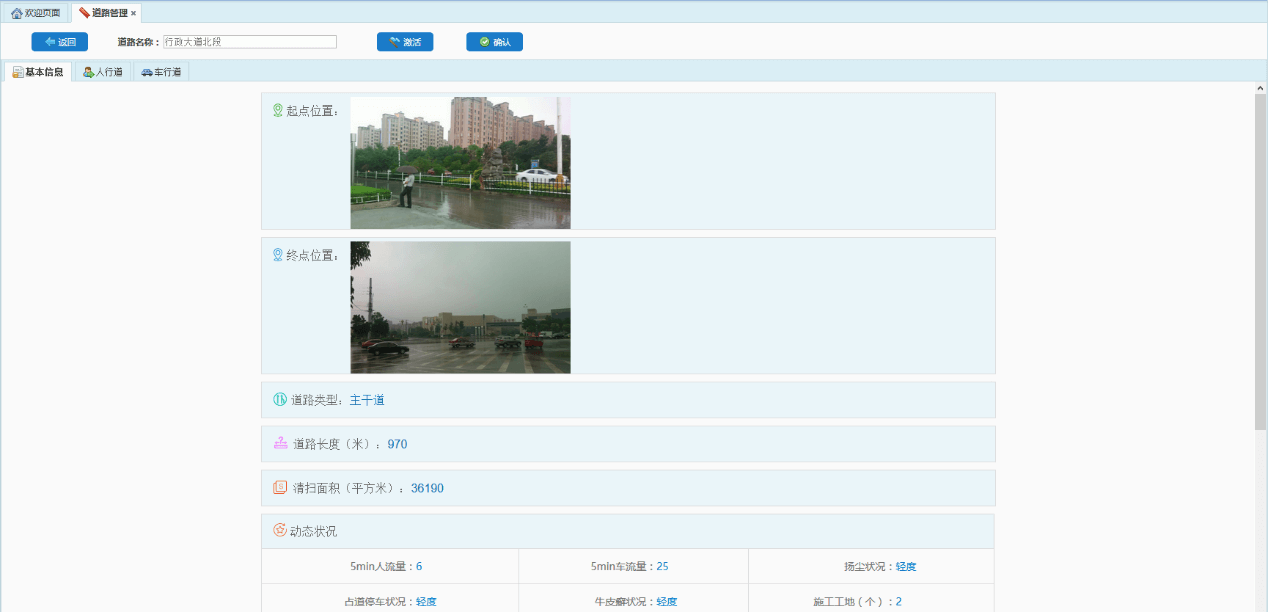 欢迎页面 道路管理 ×
返回 道路名称： 行政大道北段 激活 确认
基本信息 人行道 车行道
起点位置：
终点位置：
道路类型：主干道
道路长度（米）：970
清扫面积（平方米）：36190
动态状况
5min人流量：6 5min车流量：25 扬尘状况：轻度
占道停车状况：轻度 牛皮癣状况：轻度 施工工地（个）：2